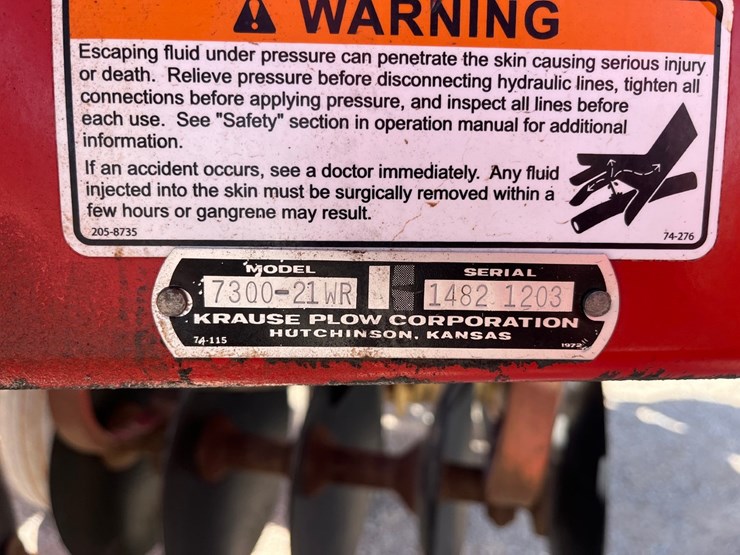 WARNING
Escaping fluid under pressure can penetrate the skin causing serious injury
or death. Relieve pressure before disconnecting hydraulic lines, tighten all
connections before applying pressure, and inspect all lines before
each use. See "Safety" section in operation manual for additional
information.
If an accident occurs, see a doctor immediately. Any fluid
injected into the skin must be surgically removed within a
few hours or gangrene may result.
205-8735 74-276
MODEL SERIAL
7300-21WR 1482 1203
KRAUSE PLOW CORPORATION
HUTCHINSON, KANSAS
74-115 1972